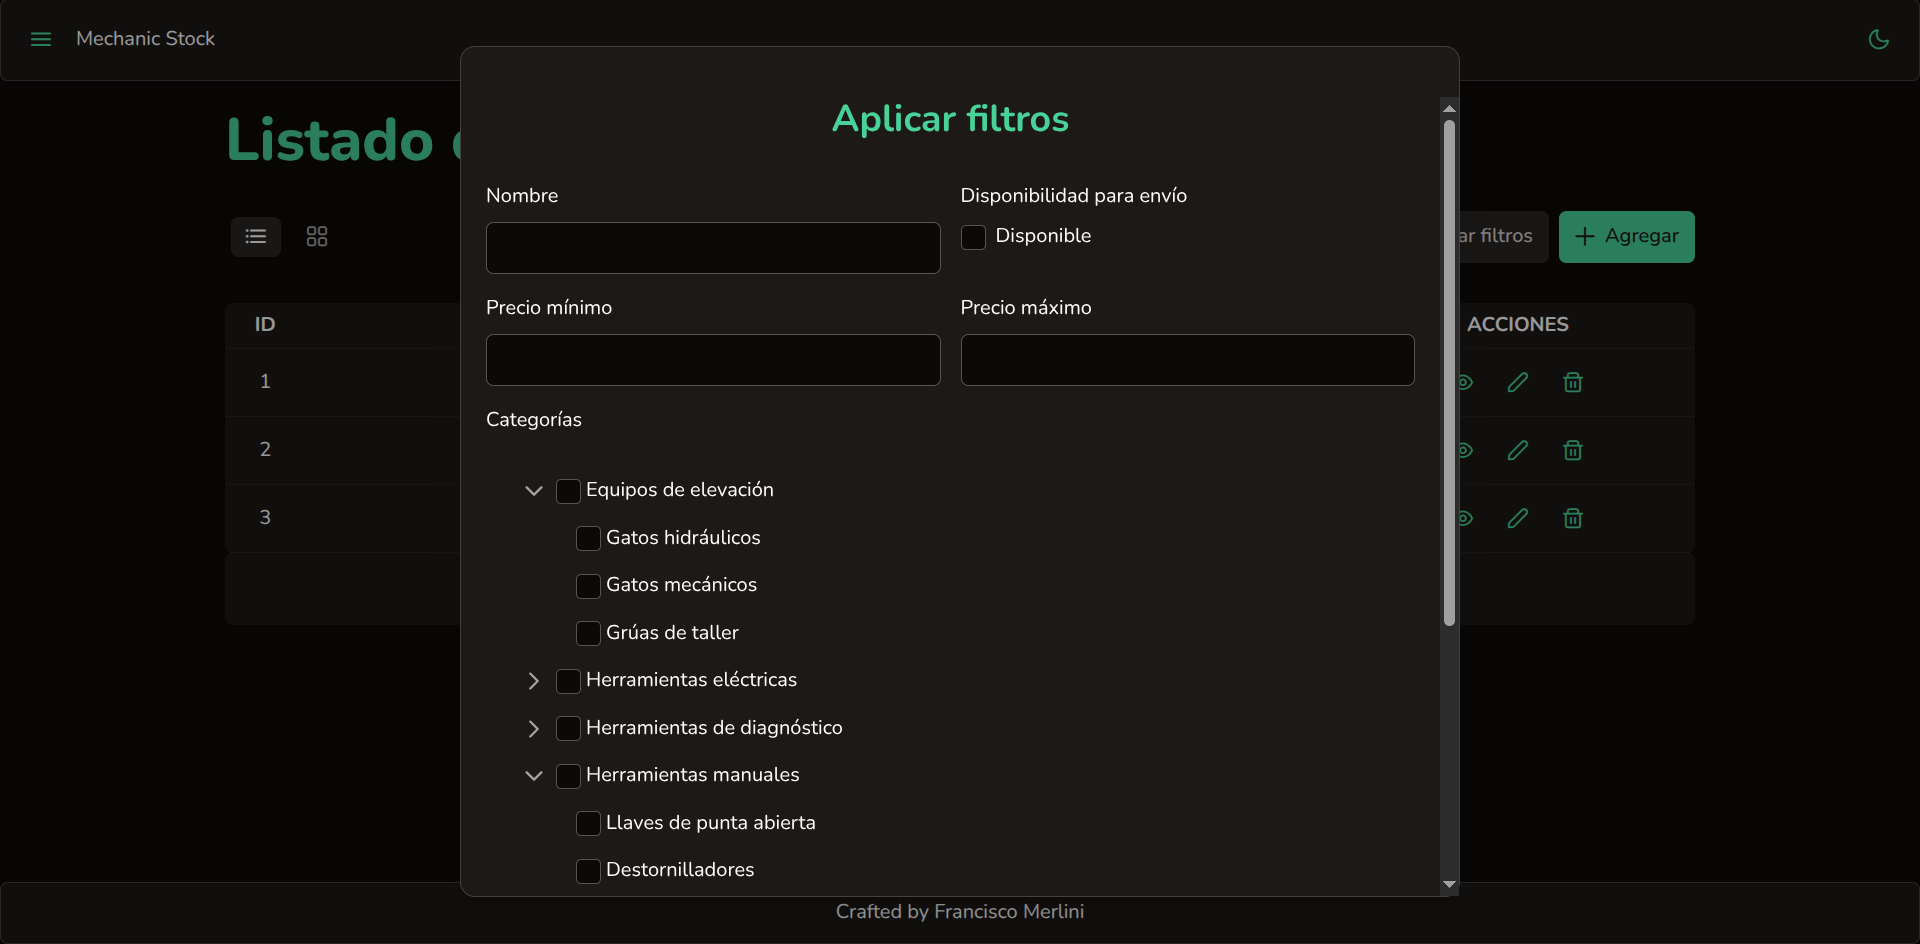 Mechanic Stock
Listado
ar filtros
Agregar
ID
ACCIONES
1
2
3
Aplicar filtros
Nombre
Disponibilidad para envío
Disponible
Precio mínimo
Precio máximo
Categorías
Equipos de elevación
Gatos hidráulicos
Gatos mecánicos
Grúas de taller
Herramientas eléctricas
Herramientas de diagnóstico
Herramientas manuales
Llaves de punta abierta
Destornilladores
Crafted by Francisco Merlini